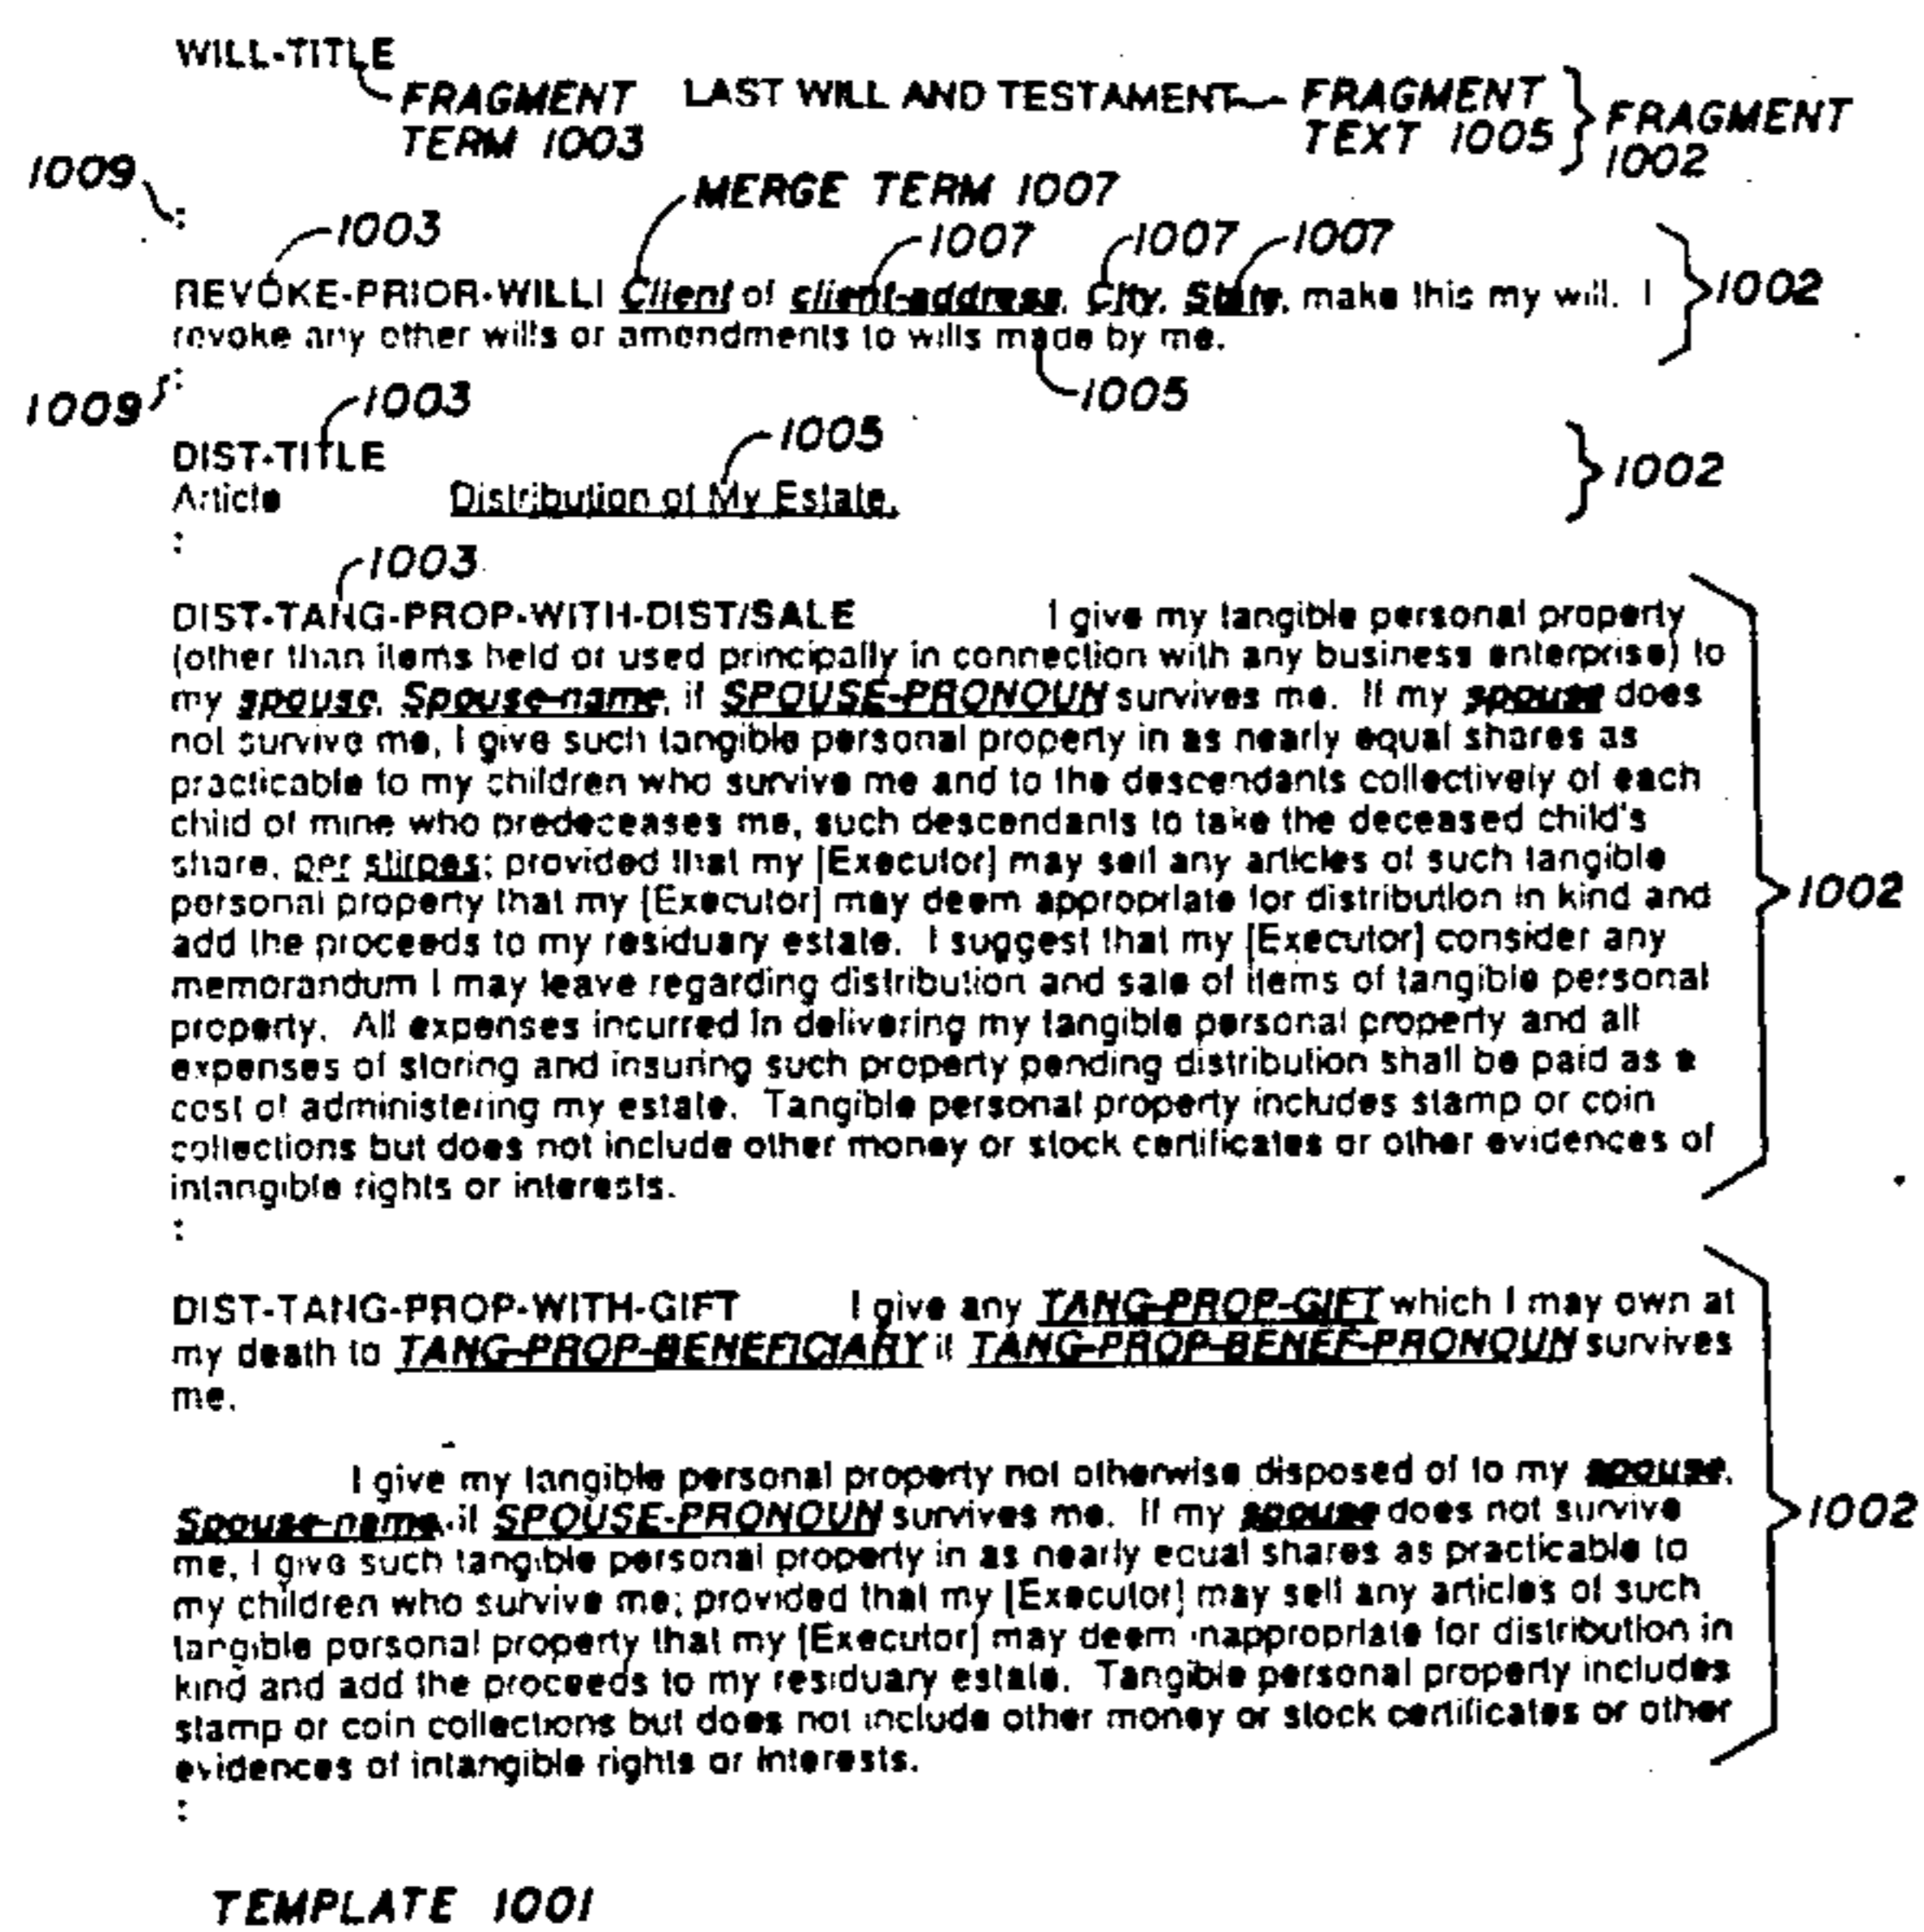 WILL-TITLE
FRAGMENT TERM 1003
LAST WILL AND TESTAMENT
FRAGMENT TEXT 1005
FRAGMENT 1002
1009
:
MERGE TERM 1007
1003
1007
1007
1007
REVOKE-PRIOR-WILLI Client of client-address, City, State, make this my will. I
1002
revoke any other wills or amendments to wills made by me.
:
1009
1003
1005
1005
DIST-TITLE
1002
Article Distribution of My Estate.
:
1003
DIST-TANG-PROP-WITH-DIST/SALE I give my tangible personal property
(other than items held or used principally in connection with any business enterprise) to
my spouse, Spouse-name, if SPOUSE-PRONOUN survives me. If my spouse does
not survive me, I give such tangible personal property in as nearly equal shares as
practicable to my children who survive me and to the descendants collectively of each
child of mine who predeceases me, such descendants to take the deceased child's
share, per stirpes; provided that my [Executor] may sell any articles of such tangible
personal property that my [Executor] may deem appropriate for distribution in kind and
1002
add the proceeds to my residuary estate. I suggest that my [Executor] consider any
memorandum I may leave regarding distribution and sale of items of tangible personal
property. All expenses incurred in delivering my tangible personal property and all
expenses of storing and insuring such property pending distribution shall be paid as a
cost of administering my estate. Tangible personal property includes stamp or coin
collections but does not include other money or stock certificates or other evidences of
intangible rights or interests.
:
DIST-TANG-PROP-WITH-GIFT I give any TANG-PROP-GIFT which I may own at
my death to TANG-PROP-BENEFICIARY if TANG-PROP-BENEF-PRONOUN survives
me.
I give my tangible personal property not otherwise disposed of to my spouse,
Spouse-name, if SPOUSE-PRONOUN survives me. If my spouse does not survive
1002
me, I give such tangible personal property in as nearly equal shares as practicable to
my children who survive me; provided that my [Executor] may sell any articles of such
tangible personal property that my [Executor] may deem inappropriate for distribution in
kind and add the proceeds to my residuary estate. Tangible personal property includes
stamp or coin collections but does not include other money or stock certificates or other
evidences of intangible rights or interests.
:
TEMPLATE 1001